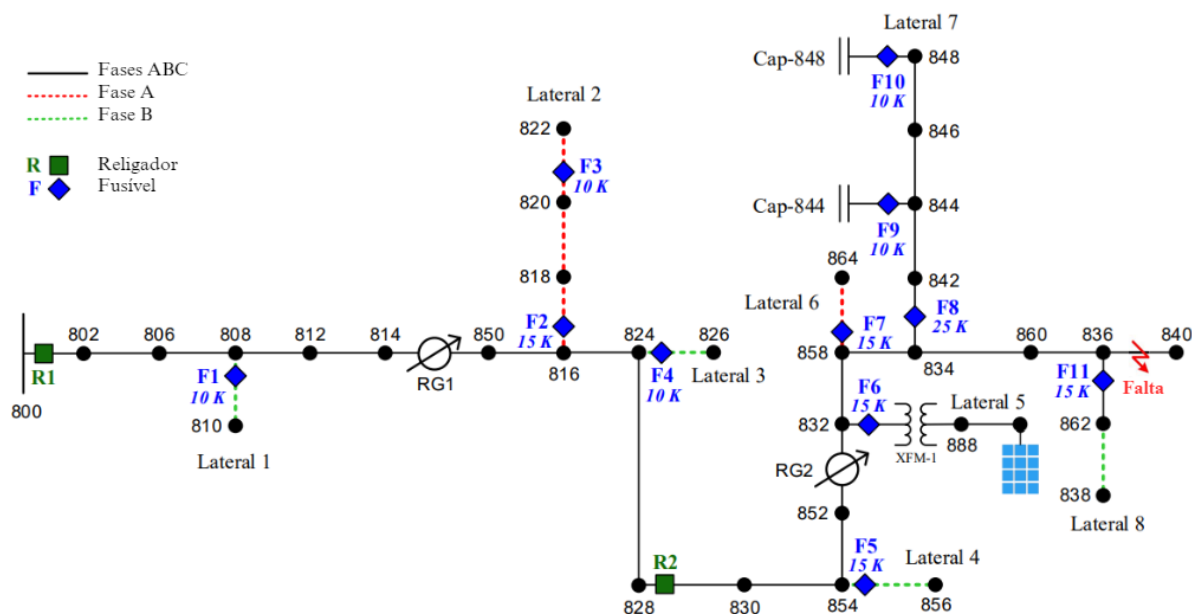 Fases ABC
Fase A
Fase B
R Religador
F Fusível
Lateral 7
Cap-848
848
F10
10 K
Lateral 2
822
846
F3
10 K
820
Cap-844
844
F9
10 K
864
818
842
Lateral 6
F8
25 K
F2
15 K
F7
15 K
802
806
808
812
814
850
824
826
860
836
840
R1
RG1
816
F4
10 K
Lateral 3
858
834
F1
10 K
F6
15 K
Lateral 5
F11
15 K
Falta
800
810
832
862
XFM-1
888
Lateral 1
RG2
838
852
Lateral 8
R2
F5
15 K
Lateral 4
828
830
854
856